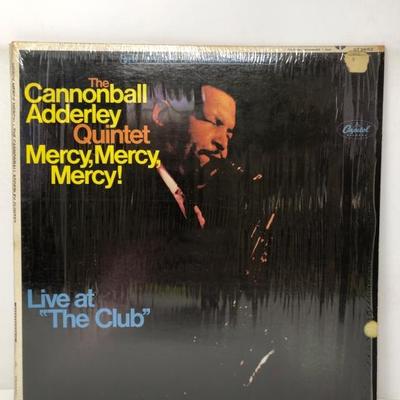 The
Cannonball
Adderley
Quintet
Mercy, Mercy,
Mercy!
Capitol
Live at
"The Club"